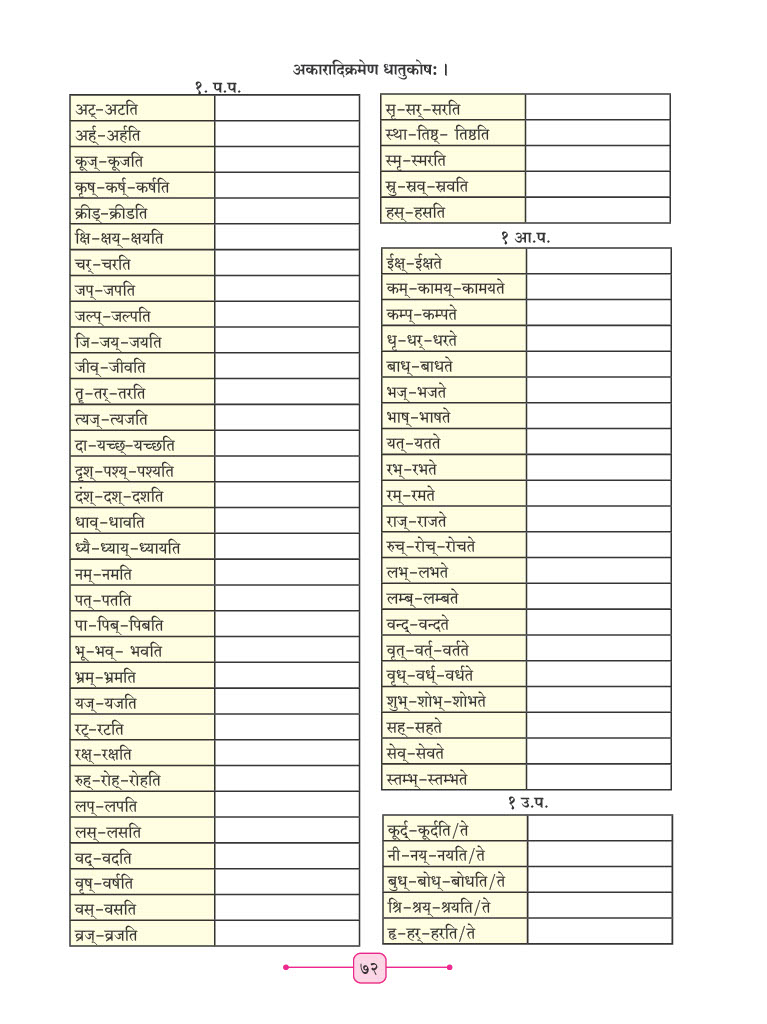 अकारादिक्रमेण धातुकोष: ।
१. प.प.
अट्-अटति
अर्ह्-अर्हति
कूज्-कूजति
कृष्-कर्ष्-कर्षति
क्रीड्-क्रीडति
क्षि-क्षय्-क्षयति
चर्-चरति
जप्-जपति
जल्प्-जल्पति
जि-जय्-जयति
जीव्-जीवति
तॄ-तर्-तरति
त्यज्-त्यजति
दा-यच्छ्-यच्छति
दृश्-पश्य्-पश्यति
दंश्-दश्-दशति
धाव्-धावति
ध्यै-ध्याय्-ध्यायति
नम्-नमति
पत्-पतति
पा-पिब्-पिबति
भू-भव्- भवति
भ्रम्-भ्रमति
यज्-यजति
रट्-रटति
रक्ष्-रक्षति
रुह्-रोह्-रोहति
लप्-लपति
लस्-लसति
वद्-वदति
वृष्-वर्षति
वस्-वसति
व्रज्-व्रजति
सृ-सर्-सरति
स्था-तिष्ठ्- तिष्ठति
स्मृ-स्मरति
स्रु-स्रव्-स्रवति
हस्-हसति
१ आ.प.
ईक्ष्-ईक्षते
कम्-कामय्-कामयते
कम्प्-कम्पते
धृ-धर्-धरते
बाध्-बाधते
भज्-भजते
भाष्-भाषते
यत्-यतते
रभ्-रभते
रम्-रमते
राज्-राजते
रुच्-रोच्-रोचते
लभ्-लभते
लम्ब्-लम्बते
वन्द्-वन्दते
वृत्-वर्त्-वर्तते
वृध्-वर्ध्-वर्धते
शुभ्-शोभ्-शोभते
सह्-सहते
सेव्-सेवते
स्तम्भ्-स्तम्भते
१ उ.प.
कूर्द्-कूर्दति/ते
नी-नय्-नयति/ते
बुध्-बोध्-बोधति/ते
श्रि-श्रय्-श्रयति/ते
हृ-हर्-हरति/ते
७२